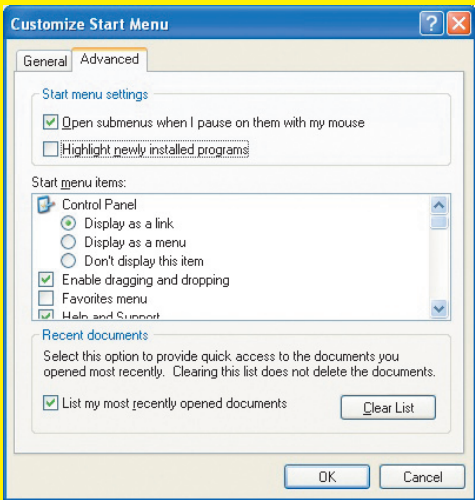 Customize Start Menu
General Advanced
Start menu settings
Open submenus when I pause on them with my mouse
Highlight newly installed programs
Start menu items:
Control Panel
Display as a link
Display as a menu
Don't display this item
Enable dragging and dropping
Favorites menu
Help and Support
Recent documents
Select this option to provide quick access to the documents you
opened most recently. Clearing this list does not delete the documents.
List my most recently opened documents
Clear List
OK Cancel